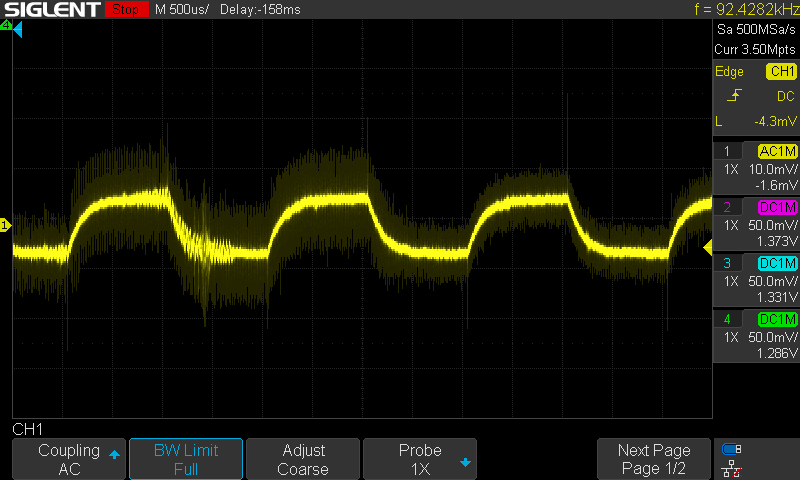 SIGLENT Stop M 500us/ Delay:-158ms f = 92.4282kHz
Sa 500MSa/s
Curr 3.50Mpts
Edge CH1
DC
L -4.3mV
1 AC1M
1X 10.0mV/
-1.6mV
2 DC1M
1X 50.0mV/
1.373V
3 DC1M
1X 50.0mV/
1.331V
4 DC1M
1X 50.0mV/
1.286V
4
1
CH1
Coupling
AC
BW Limit
Full
Adjust
Coarse
Probe
1X
Next Page
Page 1/2